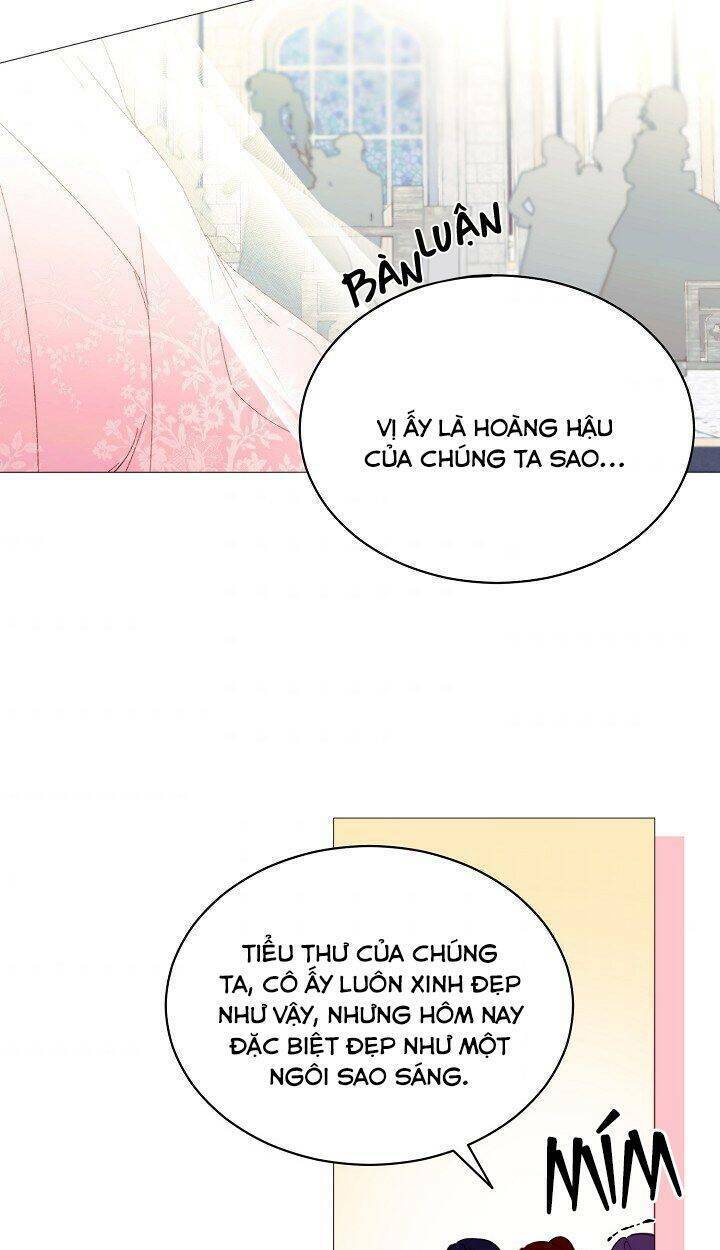 BÀN LUẬN
VỊ ẤY LÀ HOÀNG HẬU
CỦA CHÚNG TA SAO...
TIỂU THƯ CỦA CHÚNG
TA, CÔ ẤY LUÔN XINH ĐẸP
NHƯ VẬY, NHƯNG HÔM NAY
ĐẶC BIỆT ĐẸP NHƯ MỘT
NGÔI SAO SÁNG.
MÍM